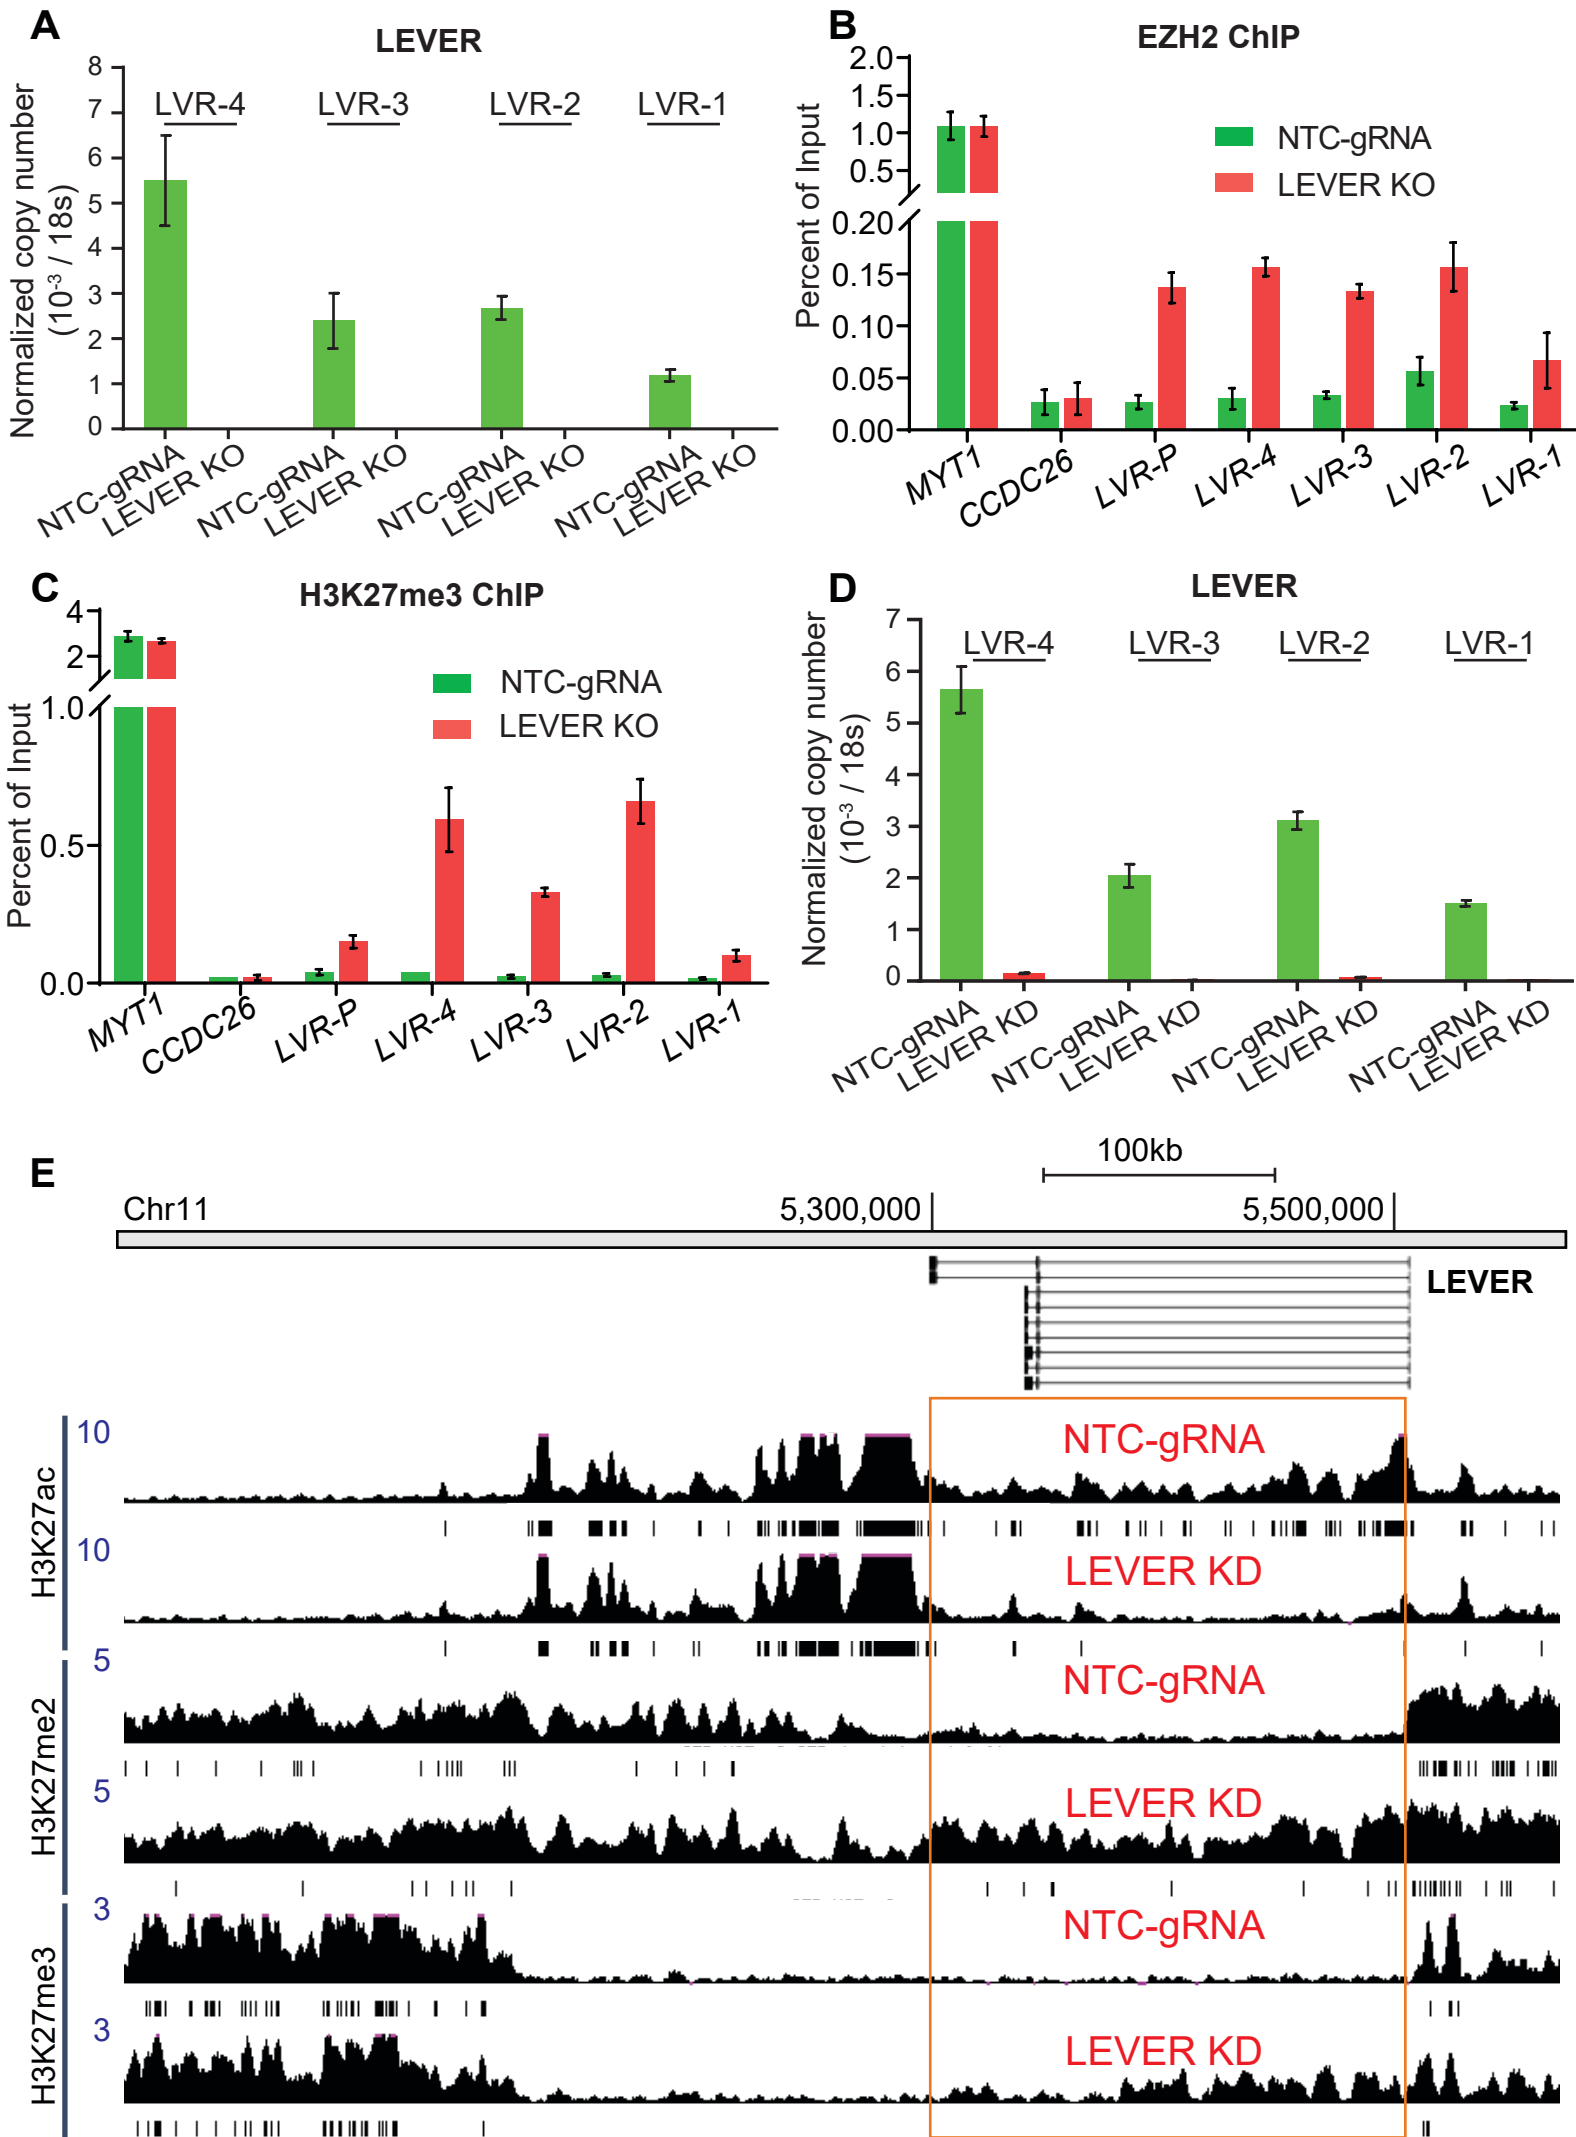 A
LEVER
Normalized copy number
(10-3 / 18s)
8
7
6
5
4
3
2
1
0
LVR-4
LVR-3
LVR-2
LVR-1
NTC-gRNA
LEVER KO
NTC-gRNA
LEVER KO
NTC-gRNA
LEVER KO
NTC-gRNA
LEVER KO
B
EZH2 ChIP
Percent of Input
2.0
1.5
1.0
0.5
0.20
0.15
0.10
0.05
0.00
NTC-gRNA
LEVER KO
MYT1
CCDC26
LVR-P
LVR-4
LVR-3
LVR-2
LVR-1
C
H3K27me3 ChIP
Percent of Input
4
2
1.0
0.5
0.0
NTC-gRNA
LEVER KO
MYT1
CCDC26
LVR-P
LVR-4
LVR-3
LVR-2
LVR-1
D
LEVER
Normalized copy number
(10-3 / 18s)
7
6
5
4
3
2
1
0
LVR-4
LVR-3
LVR-2
LVR-1
NTC-gRNA
LEVER KD
NTC-gRNA
LEVER KD
NTC-gRNA
LEVER KD
NTC-gRNA
LEVER KD
E
100kb
Chr11
5,300,000
5,500,000
LEVER
H3K27ac
10
NTC-gRNA
10
LEVER KD
H3K27me2
5
NTC-gRNA
5
LEVER KD
H3K27me3
3
NTC-gRNA
3
LEVER KD